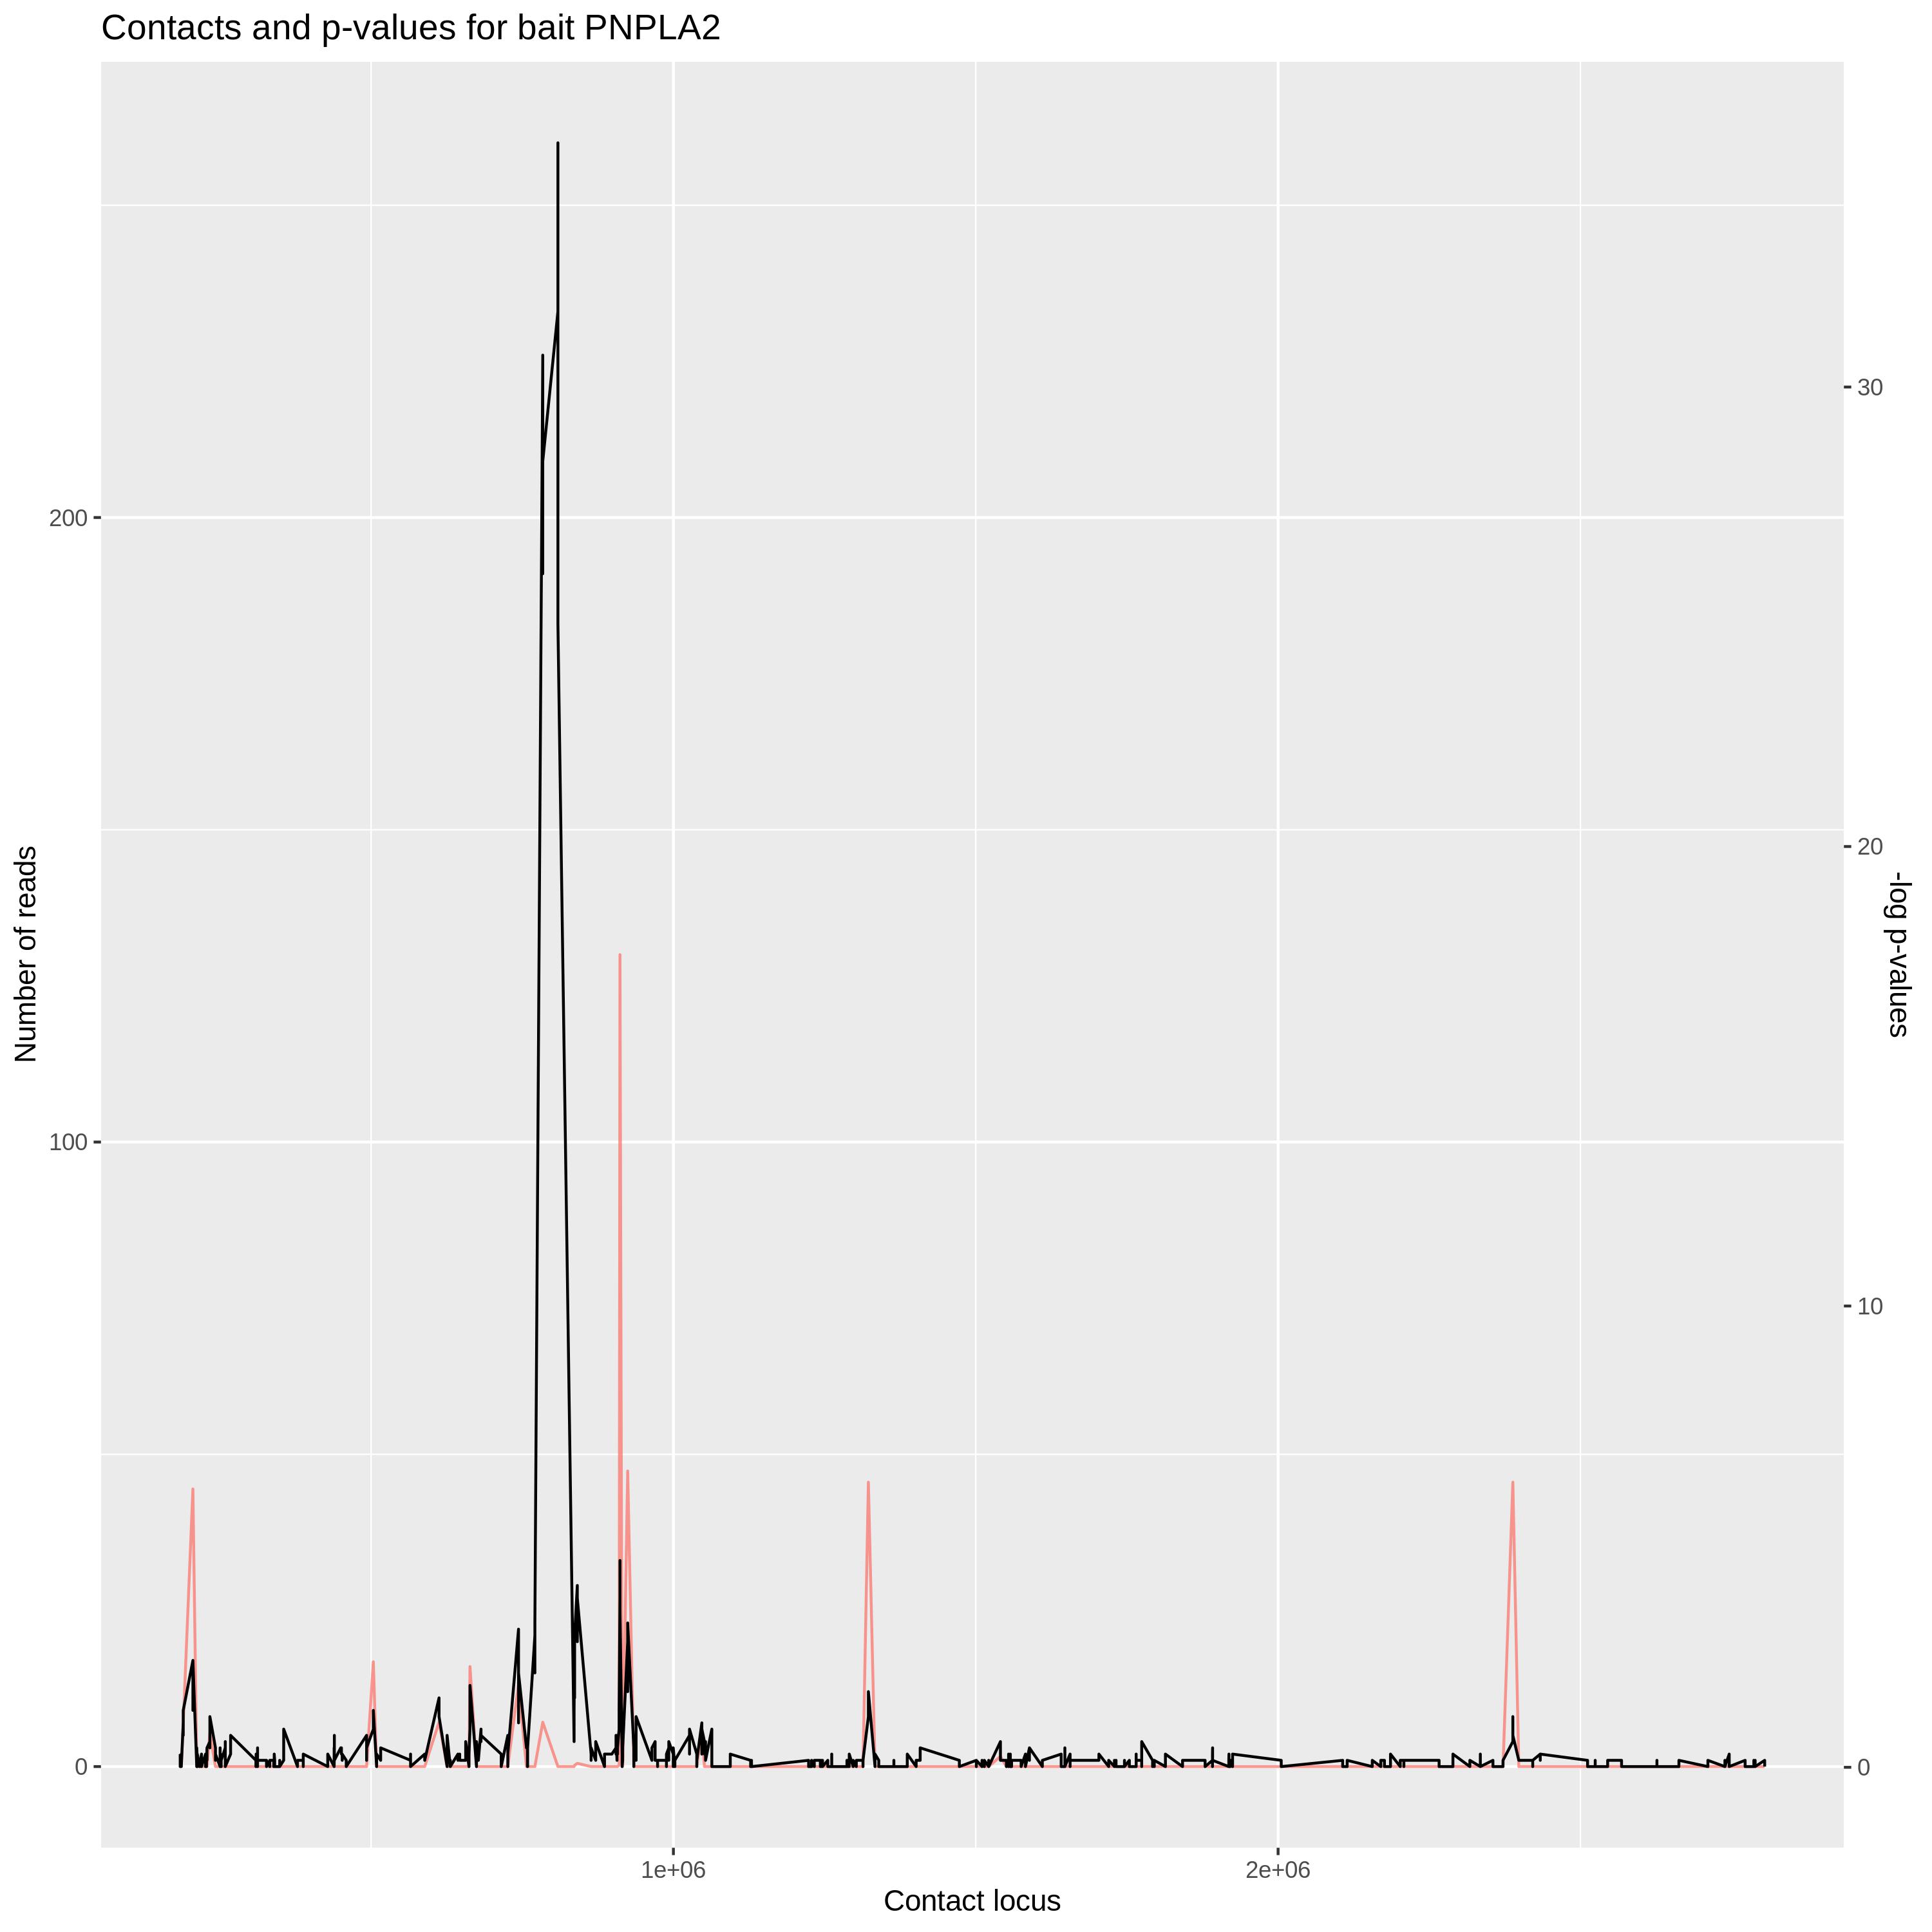 Contacts and p-values for bait PNPLA2
Number of reads
200
100
0
30
20
10
0
-log p-values
1e+06
2e+06
Contact locus